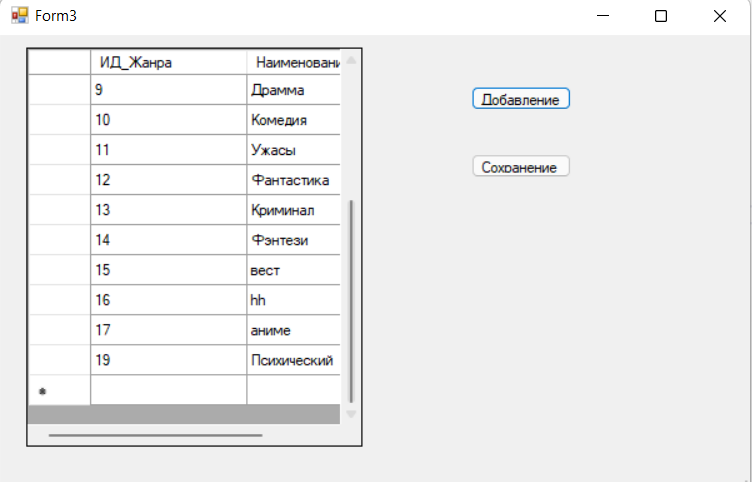 Form3
ИД_Жанра Наименовани
9 Драмма
10 Комедия
11 Ужасы
12 Фантастика
13 Криминал
14 Фэнтези
15 вест
16 hh
17 аниме
19 Психический
*
Добавление
Сохранение